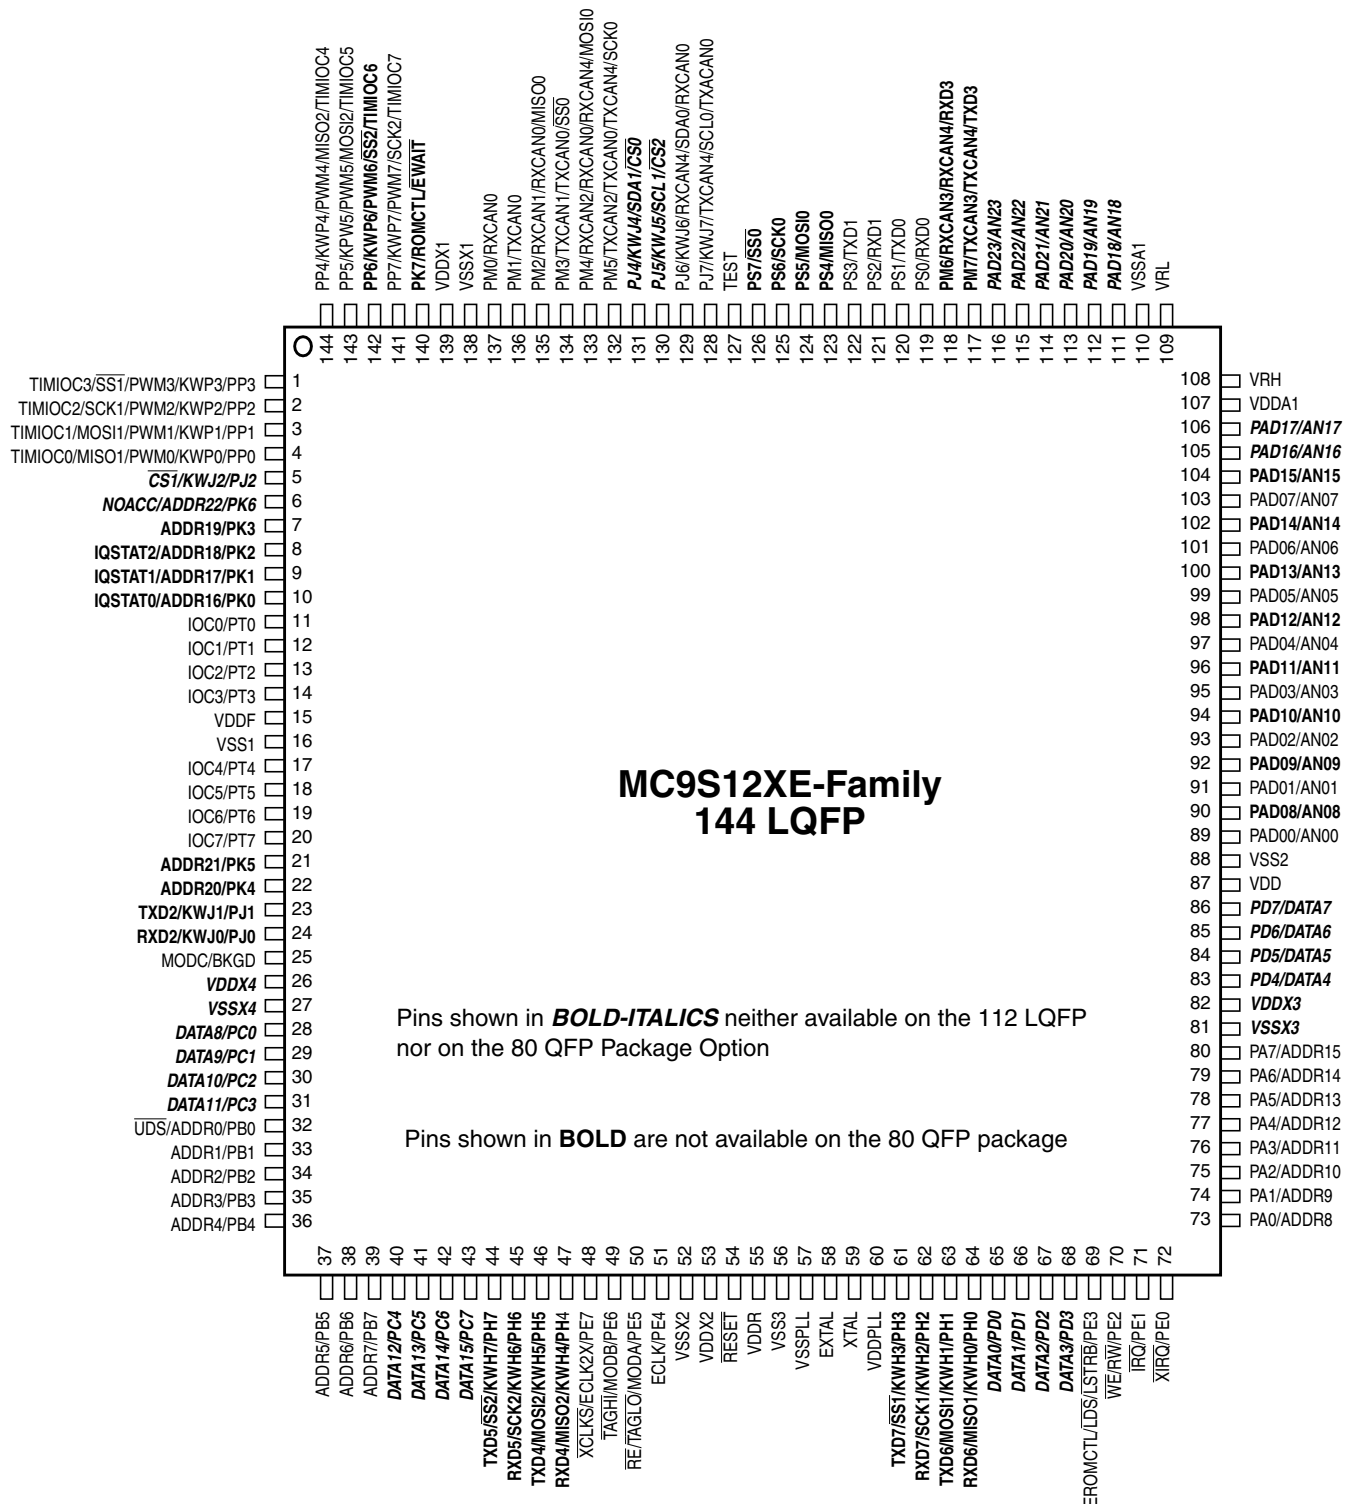 PP4/KWP4/PWM4/MISO2/TIMIOC4
PP5/KPW5/PWM5/MOSI2/TIMIOC5
PP6/KWP6/PWM6/SS2/TIMIOC6
PP7/KWP7/PWM7/SCK2/TIMIOC7
PK7/ROMCTL/EWAIT
VDDX1
VSSX1
PM0/RXCAN0
PM1/TXCAN0
PM2/RXCAN1/RXCAN0/MISO0
PM3/TXCAN1/TXCAN0/SS0
PM4/RXCAN2/RXCAN0/RXCAN4/MOSI0
PM5/TXCAN2/TXCAN0/TXCAN4/SCK0
PJ4/KWJ4/SDA1/CS0
PJ5/KWJ5/SCL1/CS2
PJ6/KWJ6/RXCAN4/SDA0/RXCAN0
PJ7/KWJ7/TXCAN4/SCL0/TXACAN0
TEST
PS7/SS0
PS6/SCK0
PS5/MOSI0
PS4/MISO0
PS3/TXD1
PS2/RXD1
PS1/TXD0
PS0/RXD0
PM6/RXCAN3/RXCAN4/RXD3
PM7/TXCAN3/TXCAN4/TXD3
PAD23/AN23
PAD22/AN22
PAD21/AN21
PAD20/AN20
PAD19/AN19
PAD18/AN18
VSSA1
VRL
144 143 142 141 140 139 138 137 136 135 134 133 132 131 130 129 128 127 126 125 124 123 122 121 120 119 118 117 116 115 114 113 112 111 110 109
TIMIOC3/SS1/PWM3/KWP3/PP3 1
TIMIOC2/SCK1/PWM2/KWP2/PP2 2
TIMIOC1/MOSI1/PWM1/KWP1/PP1 3
TIMIOC0/MISO1/PWM0/KWP0/PP0 4
CS1/KWJ2/PJ2 5
NOACC/ADDR22/PK6 6
ADDR19/PK3 7
IQSTAT2/ADDR18/PK2 8
IQSTAT1/ADDR17/PK1 9
IQSTAT0/ADDR16/PK0 10
IOC0/PT0 11
IOC1/PT1 12
IOC2/PT2 13
IOC3/PT3 14
VDDF 15
VSS1 16
IOC4/PT4 17
IOC5/PT5 18
IOC6/PT6 19
IOC7/PT7 20
ADDR21/PK5 21
ADDR20/PK4 22
TXD2/KWJ1/PJ1 23
RXD2/KWJ0/PJ0 24
MODC/BKGD 25
VDDX4 26
VSSX4 27
DATA8/PC0 28
DATA9/PC1 29
DATA10/PC2 30
DATA11/PC3 31
UDS/ADDR0/PB0 32
ADDR1/PB1 33
ADDR2/PB2 34
ADDR3/PB3 35
ADDR4/PB4 36
MC9S12XE-Family
144 LQFP
Pins shown in BOLD-ITALICS neither available on the 112 LQFP
nor on the 80 QFP Package Option
Pins shown in BOLD are not available on the 80 QFP package
108 VRH
107 VDDA1
106 PAD17/AN17
105 PAD16/AN16
104 PAD15/AN15
103 PAD07/AN07
102 PAD14/AN14
101 PAD06/AN06
100 PAD13/AN13
99 PAD05/AN05
98 PAD12/AN12
97 PAD04/AN04
96 PAD11/AN11
95 PAD03/AN03
94 PAD10/AN10
93 PAD02/AN02
92 PAD09/AN09
91 PAD01/AN01
90 PAD08/AN08
89 PAD00/AN00
88 VSS2
87 VDD
86 PD7/DATA7
85 PD6/DATA6
84 PD5/DATA5
83 PD4/DATA4
82 VDDX3
81 VSSX3
80 PA7/ADDR15
79 PA6/ADDR14
78 PA5/ADDR13
77 PA4/ADDR12
76 PA3/ADDR11
75 PA2/ADDR10
74 PA1/ADDR9
73 PA0/ADDR8
37 38 39 40 41 42 43 44 45 46 47 48 49 50 51 52 53 54 55 56 57 58 59 60 61 62 63 64 65 66 67 68 69 70 71 72
ADDR5/PB5
ADDR6/PB6
ADDR7/PB7
DATA12/PC4
DATA13/PC5
DATA14/PC6
DATA15/PC7
TXD5/SS2/KWH7/PH7
RXD5/SCK2/KWH6/PH6
TXD4/MOSI2/KWH5/PH5
RXD4/MISO2/KWH4/PH4
XCLKS/ECLK2X/PE7
TAGHI/MODB/PE6
RE/TAGLO/MODA/PE5
ECLK/PE4
VSSX2
VDDX2
RESET
VDDR
VSS3
VSSPLL
EXTAL
XTAL
VDDPLL
TXD7/SS1/KWH3/PH3
RXD7/SCK1/KWH2/PH2
TXD6/MOSI1/KWH1/PH1
RXD6/MISO1/KWH0/PH0
DATA0/PD0
DATA1/PD1
DATA2/PD2
DATA3/PD3
EROMCTL/LDS/LSTRB/PE3
WE/RW/PE2
IRQ/PE1
XIRQ/PE0